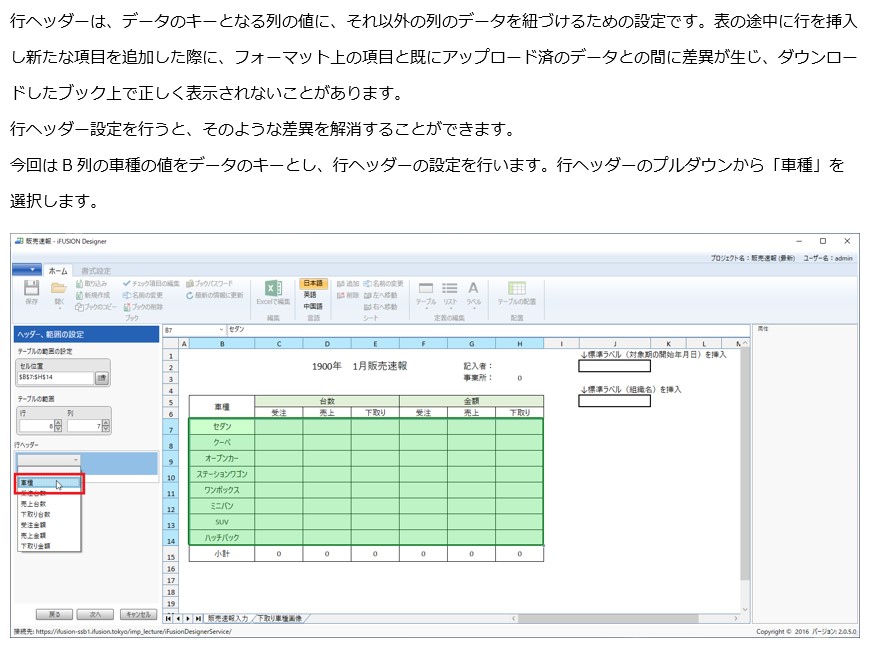 行ヘッダーは、データのキーとなる列の値に、それ以外の列のデータを紐づけるための設定です。表の途中に行を挿入
し新たな項目を追加した際に、フォーマット上の項目と既にアップロード済のデータとの間に差異が生じ、ダウンロー
ドしたブック上で正しく表示されないことがあります。
行ヘッダー設定を行うと、そのような差異を解消することができます。
今回は B 列の車種の値をデータのキーとし、行ヘッダーの設定を行います。行ヘッダーのプルダウンから「車種」を
選択します。
販売速報 - iFUSION Designer
プロジェクト名：販売速報 (最新) ユーザー名：admin
ホーム 書式設定
保存 開く 取り込み 新規作成 ブックのコピー チェック項目の編集 名前の変更 ブックの削除 ブックパスワード 最新の情報に更新 ブック
Excelで編集 編集
日本語 英語 中国語 言語
追加 削除 名前の変更 左へ移動 右へ移動 シート
テーブル リスト ラベル 定義の編集
テーブルの配置 配置
ヘッダー、範囲の設定
B7 セダン
属性
テーブルの範囲の設定
セル位置
$B$7:$H$14
テーブルの範囲
行 列
8 7
行ヘッダー
車種
受注台数
売上台数
下取り台数
受注金額
売上金額
下取り金額
戻る 次へ キャンセル
A B C D E F G H I J K L
1 ↓標準ラベル（対象期の開始年月日）を挿入
2 1900年 1月販売速報 記入者：
3 事業所： 0
4 ↓標準ラベル（組織名）を挿入
5 車種 台数 金額
6 受注 売上 下取り 受注 売上 下取り
7 セダン
8 クーペ
9 オープンカー
10 ステーションワゴン
11 ワンボックス
12 ミニバン
13 SUV
14 ハッチバック
15 小計 0 0 0 0 0 0
16
17
18
19
販売速報入力 下取り車種画像
接続先: https://ifusion-ssb1.ifusion.tokyo/imp_lecture/iFusionDesignerService/
Copyright © 2016 バージョン: 2.0.5.0